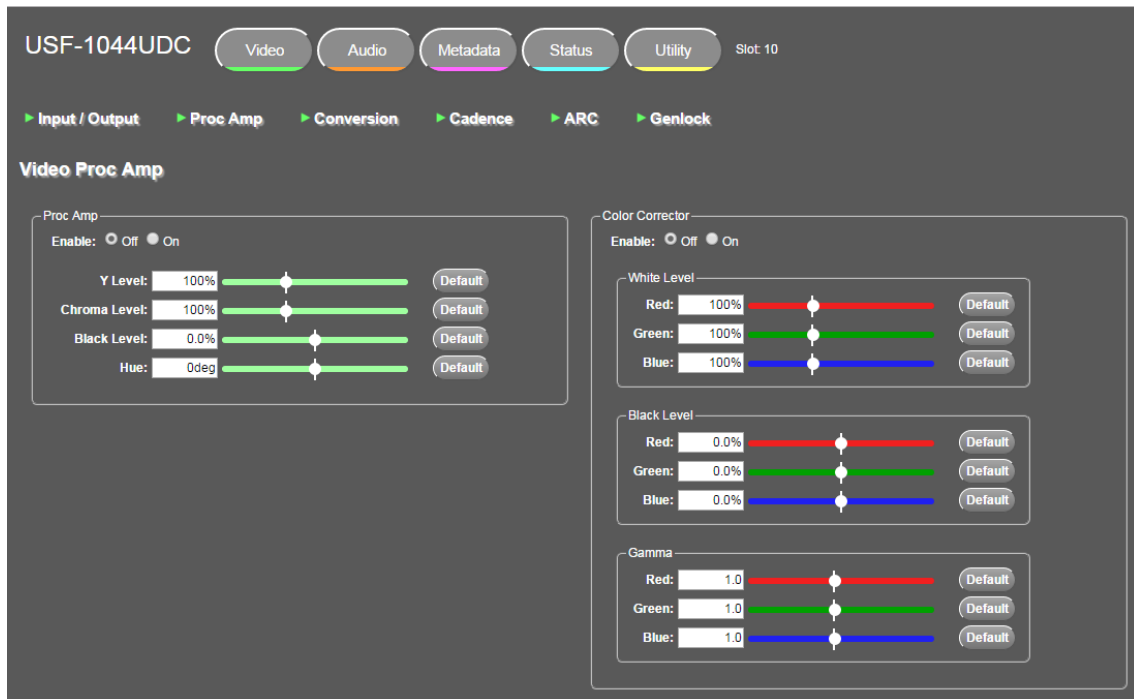 USF-1044UDC Video Audio Metadata Status Utility Slot: 10
Input / Output Proc Amp Conversion Cadence ARC Genlock
Video Proc Amp
Proc Amp
Enable: Off On
Y Level: 100% Default
Chroma Level: 100% Default
Black Level: 0.0% Default
Hue: 0deg Default
Color Corrector
Enable: Off On
White Level
Red: 100% Default
Green: 100% Default
Blue: 100% Default
Black Level
Red: 0.0% Default
Green: 0.0% Default
Blue: 0.0% Default
Gamma
Red: 1.0 Default
Green: 1.0 Default
Blue: 1.0 Default